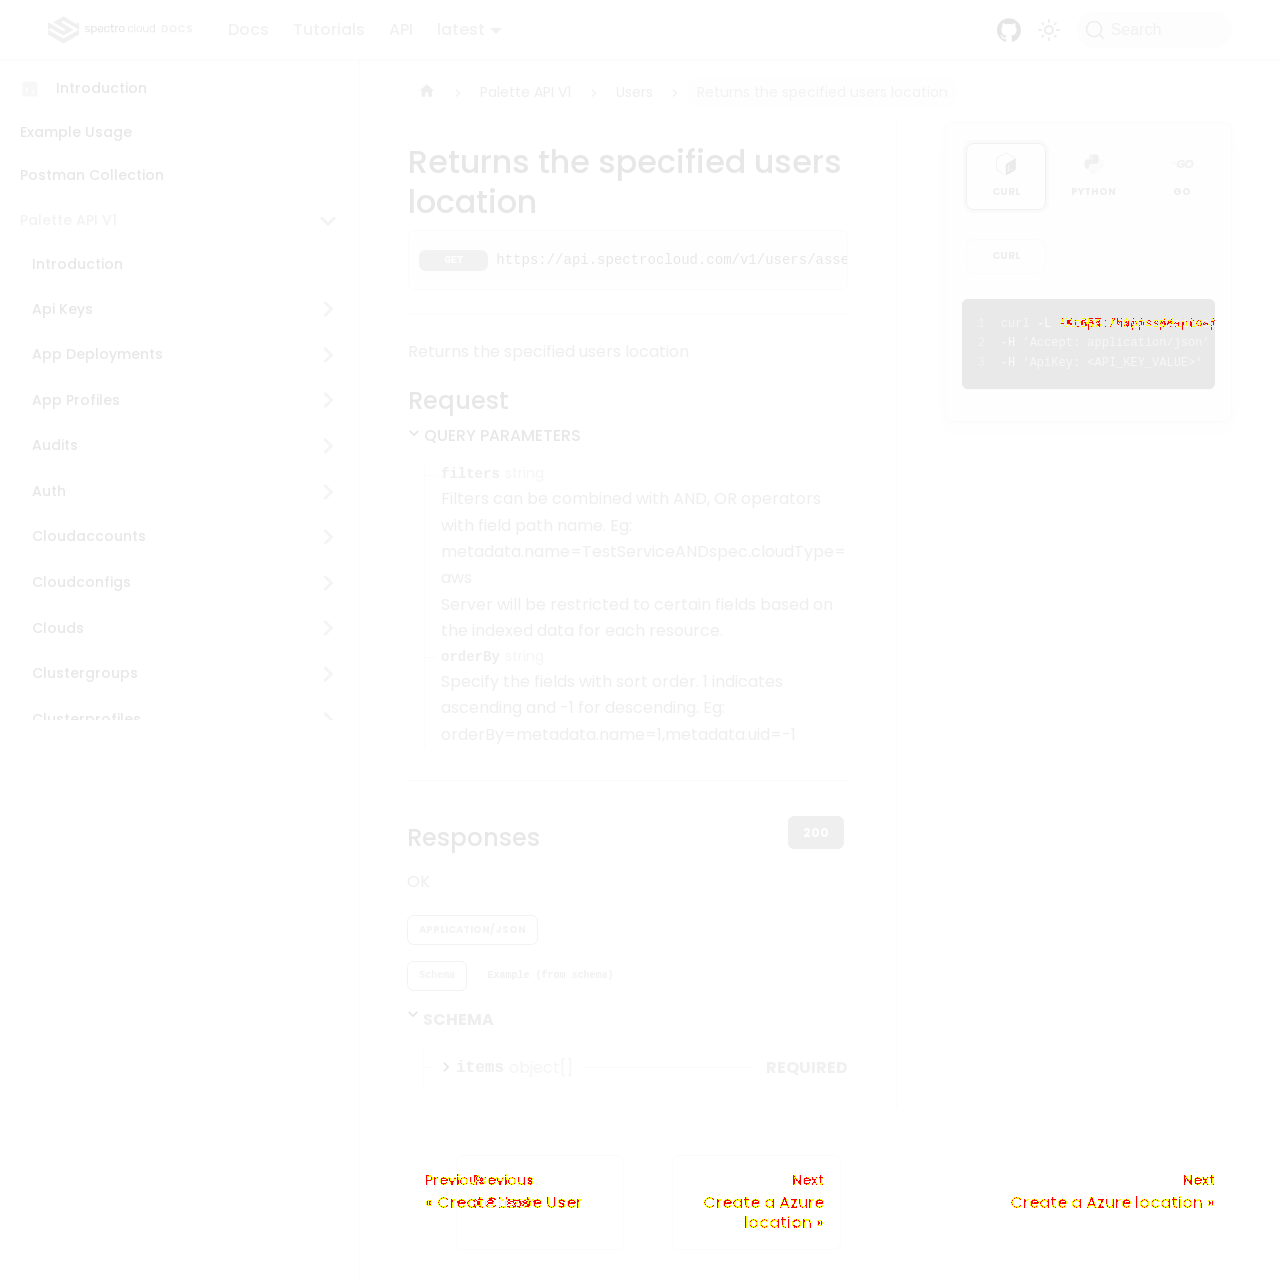 spectro cloud DOCS
Docs
Tutorials
API
latest
Search
Introduction
Example Usage
Postman Collection
Palette API V1
Introduction
Api Keys
App Deployments
App Profiles
Audits
Auth
Cloudaccounts
Cloudconfigs
Clouds
Clustergroups
Clusterprofiles
Palette API V1
Users
Returns the specified users location
Returns the specified users
location
GET https://api.spectrocloud.com/v1/users/asse
Returns the specified users location
Request
QUERY PARAMETERS
filters string
Filters can be combined with AND, OR operators
with field path name. Eg:
metadata.name=TestServiceANDspec.cloudType=
aws
Server will be restricted to certain fields based on
the indexed data for each resource.
orderBy string
Specify the fields with sort order. 1 indicates
ascending and -1 for descending. Eg:
orderBy=metadata.name=1,metadata.uid=-1
Responses
200
OK
APPLICATION/JSON
Schema
Example (from schema)
SCHEMA
items object[]
REQUIRED
CURL
PYTHON
GO
CURL
1 curl -L
2 -H 'Accept: application/json'
3 -H 'ApiKey: <API_KEY_VALUE>'
Previous
Previous
Next
Create a Azure
location »
Next
Create a Azure location »